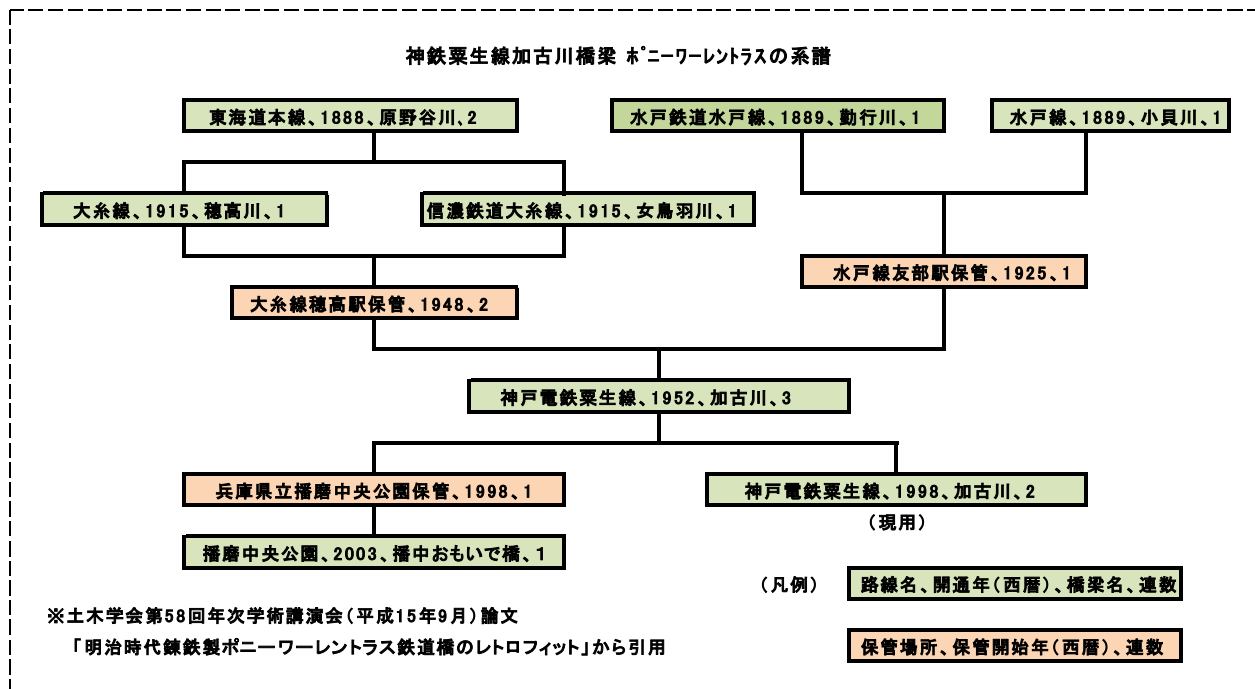 神鉄粟生線加古川橋梁 ポニーワーレントラスの系譜
東海道本線、1888、原野谷川、2
水戸鉄道水戸線、1889、勤行川、1
水戸線、1889、小貝川、1
大糸線、1915、穂高川、1
信濃鉄道大糸線、1915、女鳥羽川、1
水戸線友部駅保管、1925、1
大糸線穂高駅保管、1948、2
神戸電鉄粟生線、1952、加古川、3
兵庫県立播磨中央公園保管、1998、1
神戸電鉄粟生線、1998、加古川、2
（現用）
播磨中央公園、2003、播中おもいで橋、1
（凡例）
路線名、開通年（西暦）、橋梁名、連数
※土木学会第58回年次学術講演会（平成15年9月）論文
「明治時代錬鉄製ポニーワーレントラス鉄道橋のレトロフィット」から引用
保管場所、保管開始年（西暦）、連数